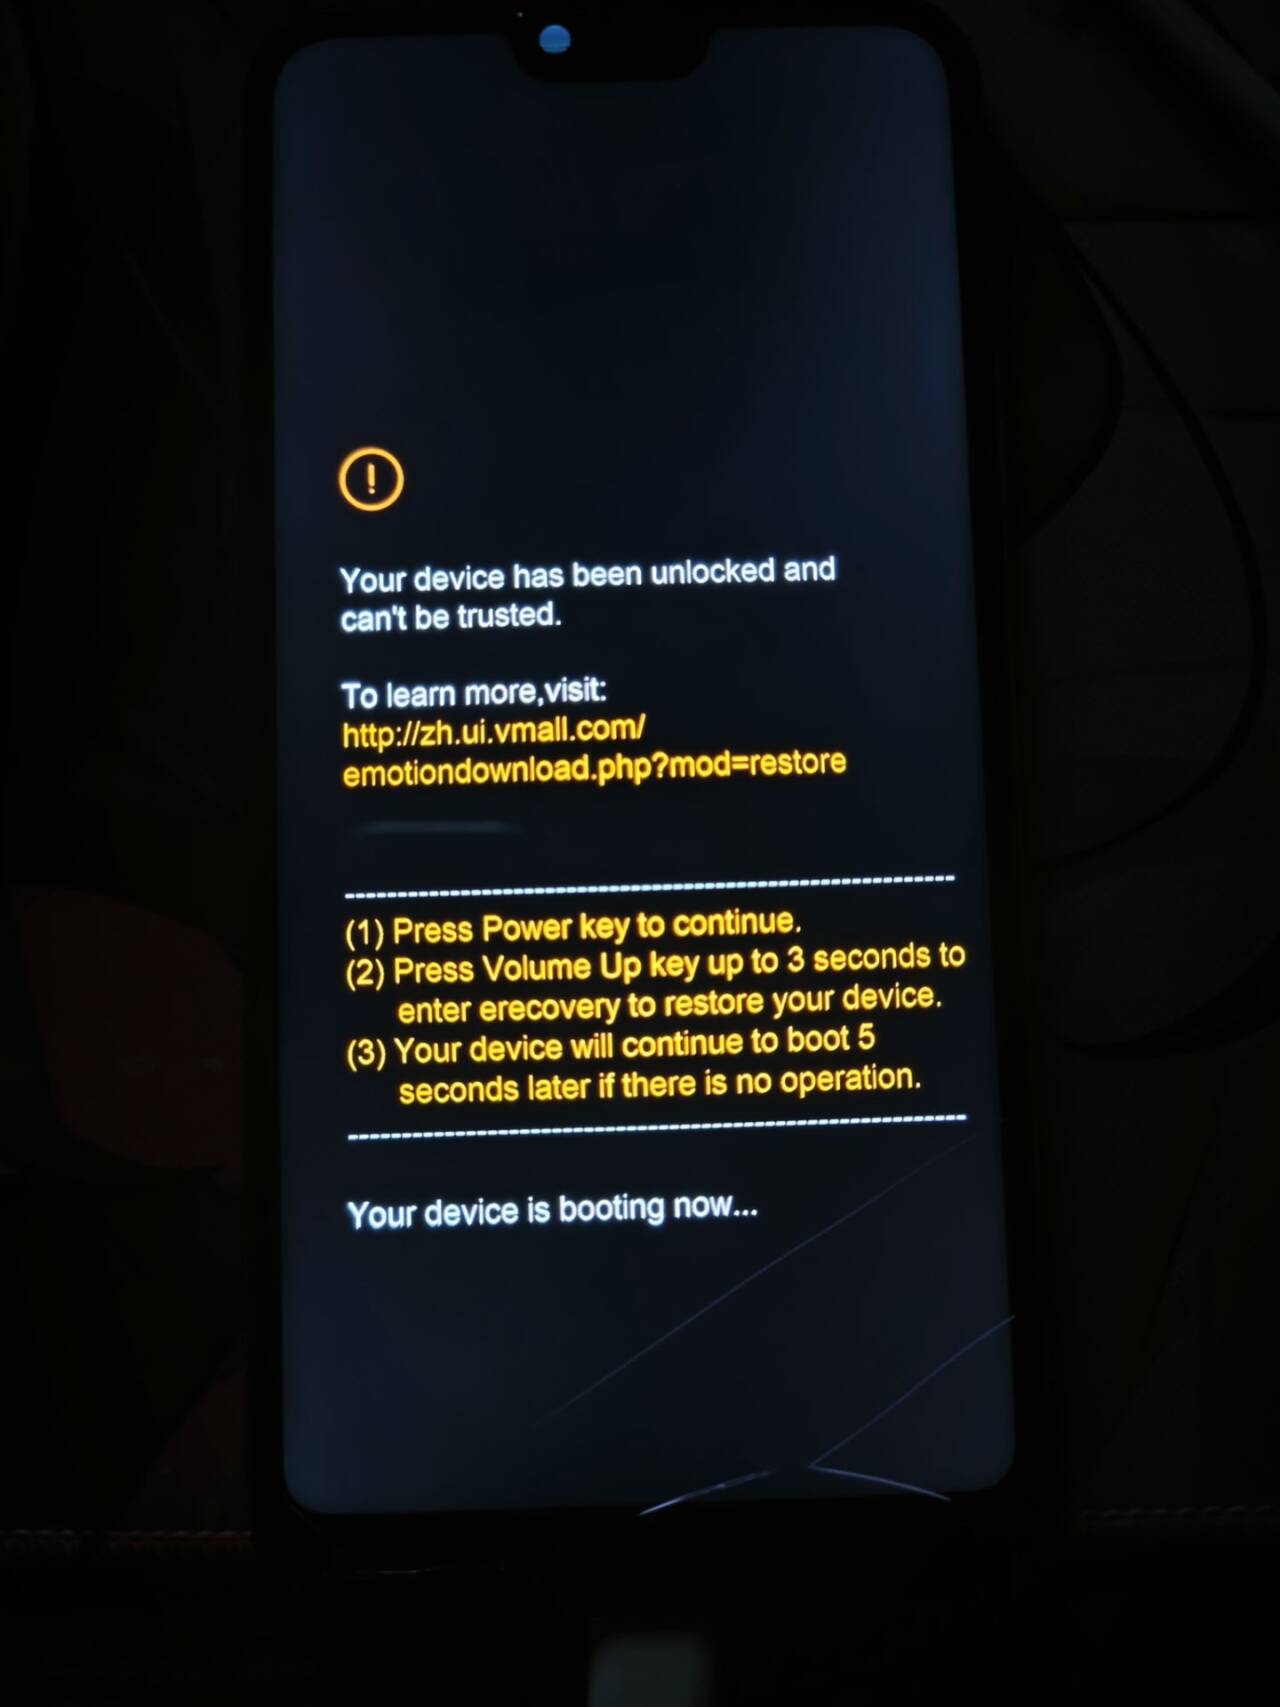 Your device has been unlocked and
can't be trusted.
To learn more,visit:
http://zh.ui.vmall.com/
emotiondownload.php?mod=restore
----------------------------------------------------------------
(1) Press Power key to continue.
(2) Press Volume Up key up to 3 seconds to
enter erecovery to restore your device.
(3) Your device will continue to boot 5
seconds later if there is no operation.
----------------------------------------------------------------
Your device is booting now...